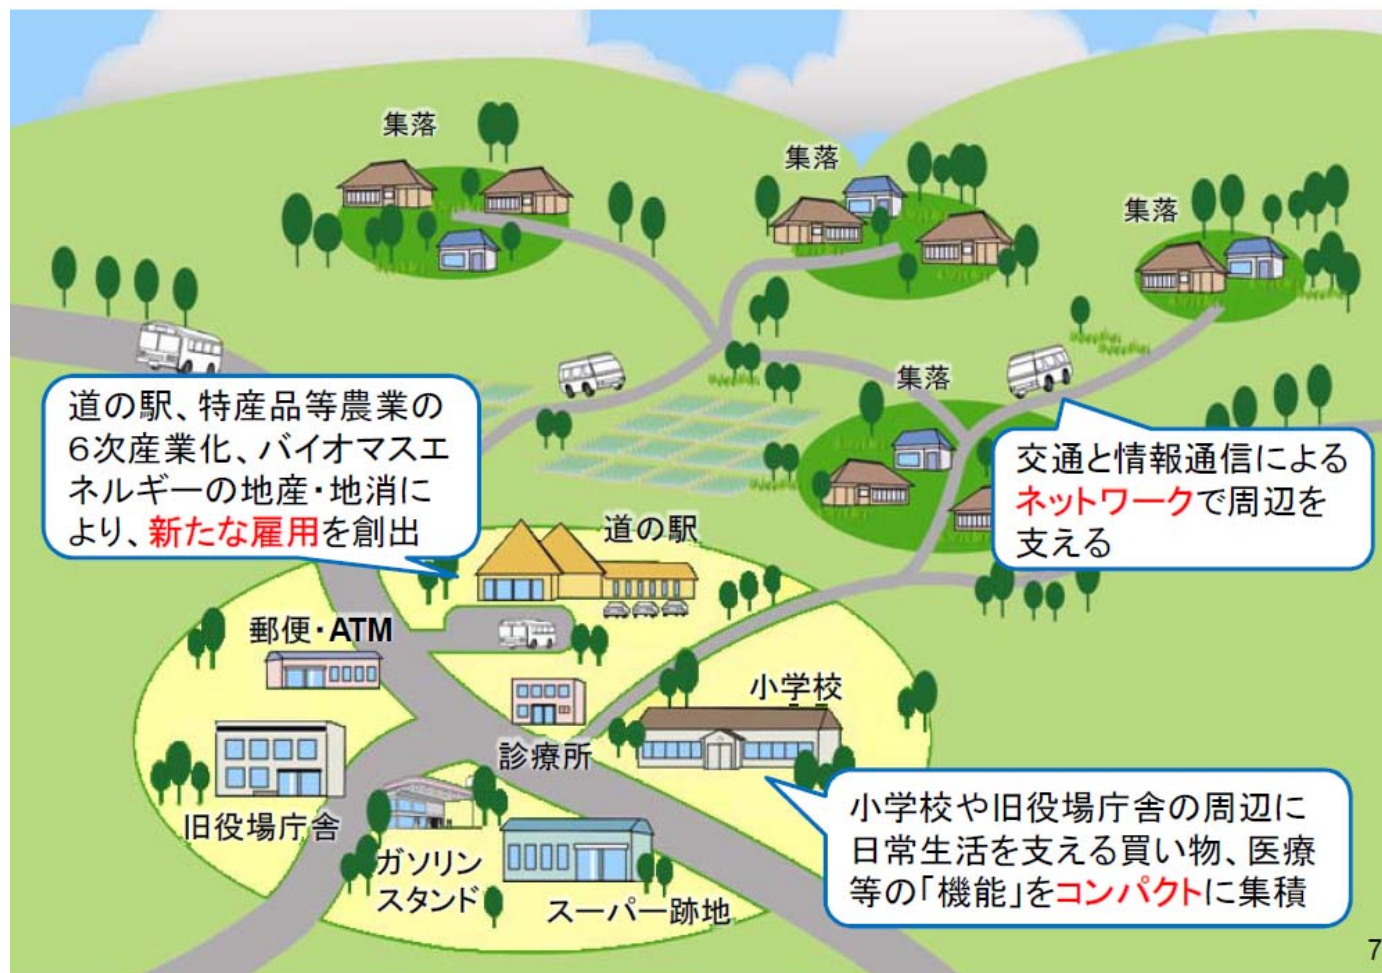 集落
集落
集落
集落
道の駅、特産品等農業の
６次産業化、バイオマスエ
ネルギーの地産・地消に
より、新たな雇用を創出
交通と情報通信による
ネットワークで周辺を
支える
道の駅
郵便・ATM
小学校
診療所
旧役場庁舎
ガソリン
スタンド
スーパー跡地
小学校や旧役場庁舎の周辺に
日常生活を支える買い物、医療
等の「機能」をコンパクトに集積
7